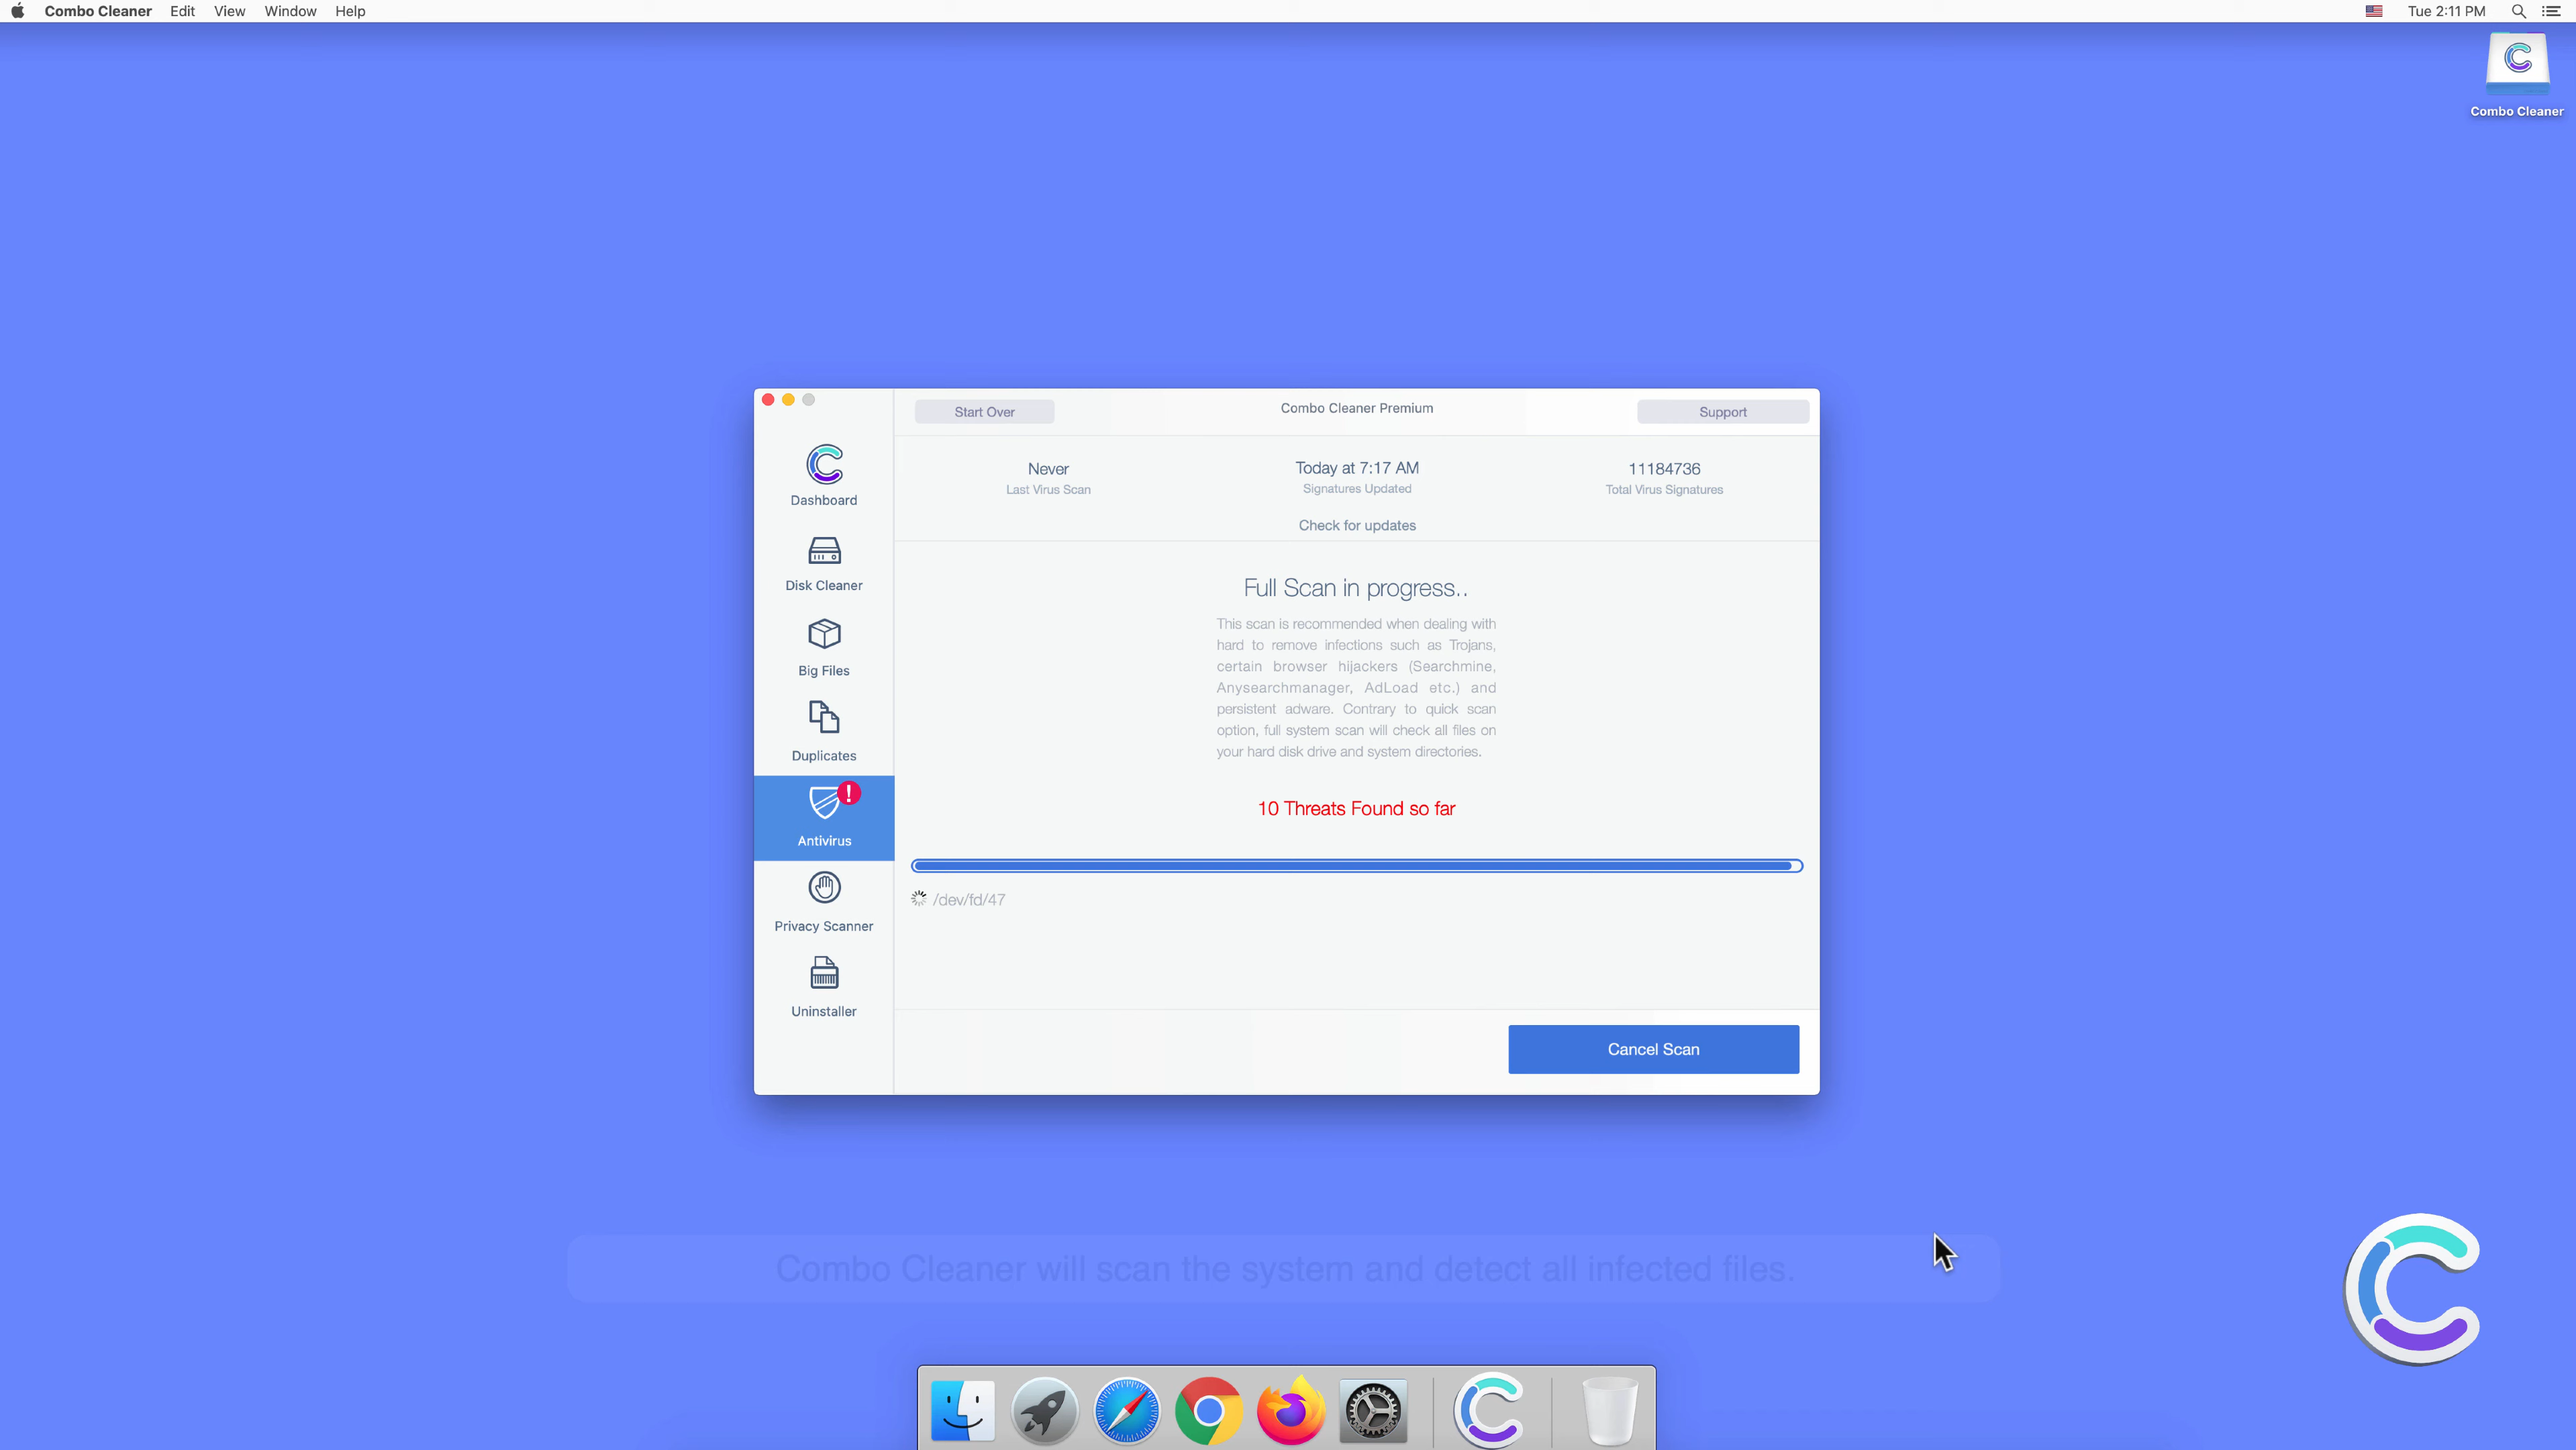 Combo Cleaner Edit View Window Help Tue 2:11 PM
Combo Cleaner
Start Over Combo Cleaner Premium Support
Never Today at 7:17 AM 11184736
Last Virus Scan Signatures Updated Total Virus Signatures
Check for updates
Dashboard
Disk Cleaner
Big Files
Duplicates
Antivirus
Privacy Scanner
Uninstaller
Full Scan in progress..
This scan is recommended when dealing with
hard to remove infections such as Trojans,
certain browser hijackers (Searchmine,
Anysearchmanager, AdLoad etc.) and
persistent adware. Contrary to quick scan
option, full system scan will check all files on
your hard disk drive and system directories.
10 Threats Found so far
/dev/fd/47
Cancel Scan
Combo Cleaner will scan the system and detect all infected files.